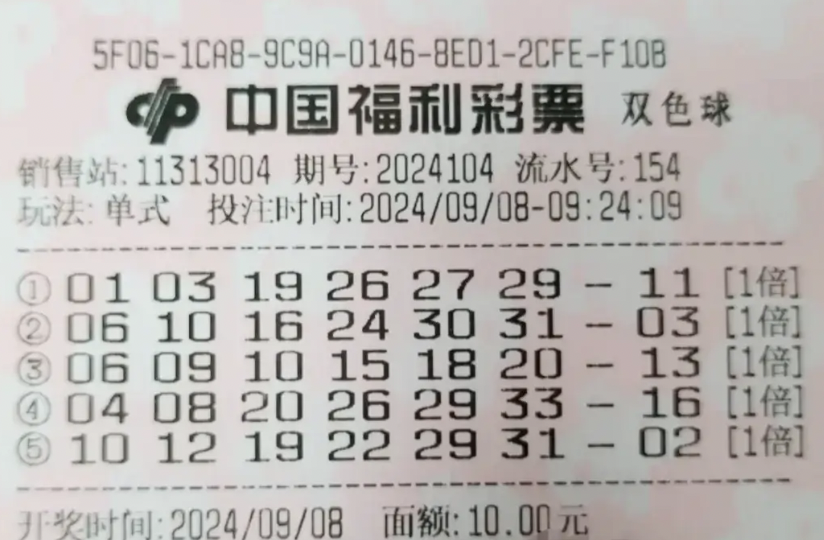 5F06-1CA8-9C9A-0146-8ED1-2CFE-F10B
中国福利彩票 双色球
销售站:11313004 期号:2024104 流水号:154
玩法:单式 投注时间:2024/09/08-09:24:09
① 01 03 19 26 27 29 - 11 [1倍]
② 06 10 16 24 30 31 - 03 [1倍]
③ 06 09 10 15 18 20 - 13 [1倍]
④ 04 08 20 26 29 33 - 16 [1倍]
⑤ 10 12 19 22 29 31 - 02 [1倍]
开奖时间:2024/09/08 面额:10.00元